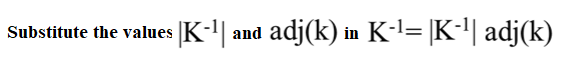 Substitute the values |K⁻¹| and adj(k) in K⁻¹= |K⁻¹| adj(k)